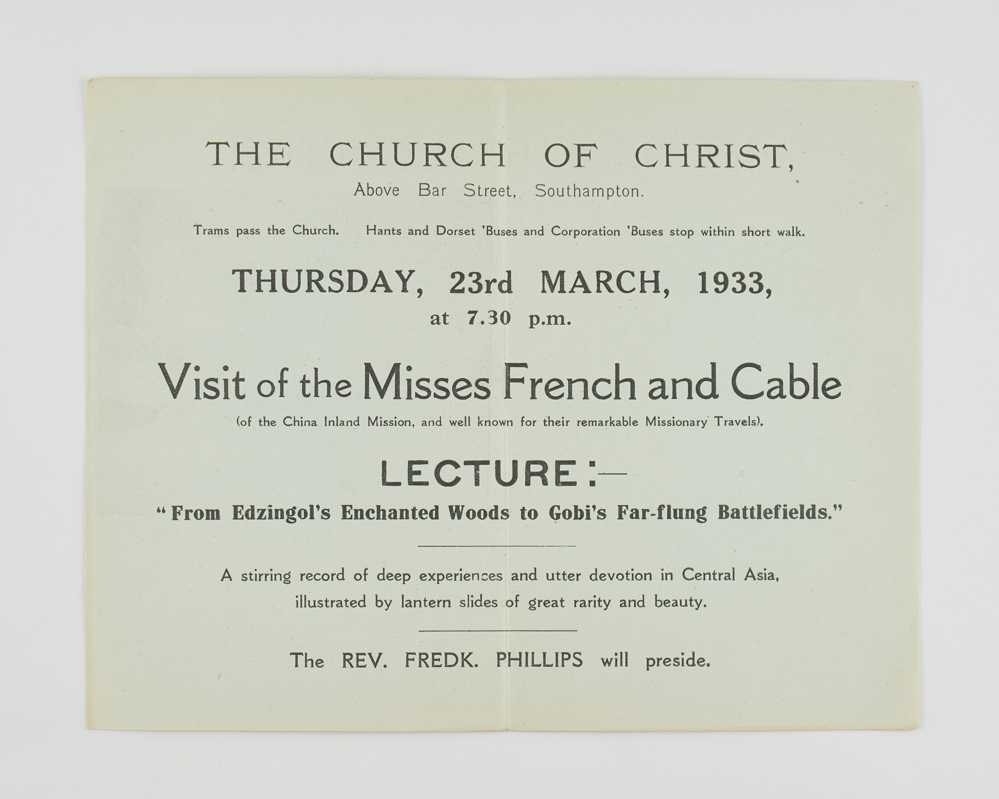 THE CHURCH OF CHRIST,
Above Bar Street, Southampton.
Trams pass the Church. Hants and Dorset 'Buses and Corporation 'Buses stop within short walk.
THURSDAY, 23rd MARCH, 1933,
at 7.30 p.m.
Visit of the Misses French and Cable
(of the China Inland Mission, and well known for their remarkable Missionary Travels).
LECTURE:—
“From Edzingol's Enchanted Woods to Gobi's Far-flung Battlefields.”
A stirring record of deep experiences and utter devotion in Central Asia,
illustrated by lantern slides of great rarity and beauty.
The REV. FREDK. PHILLIPS will preside.